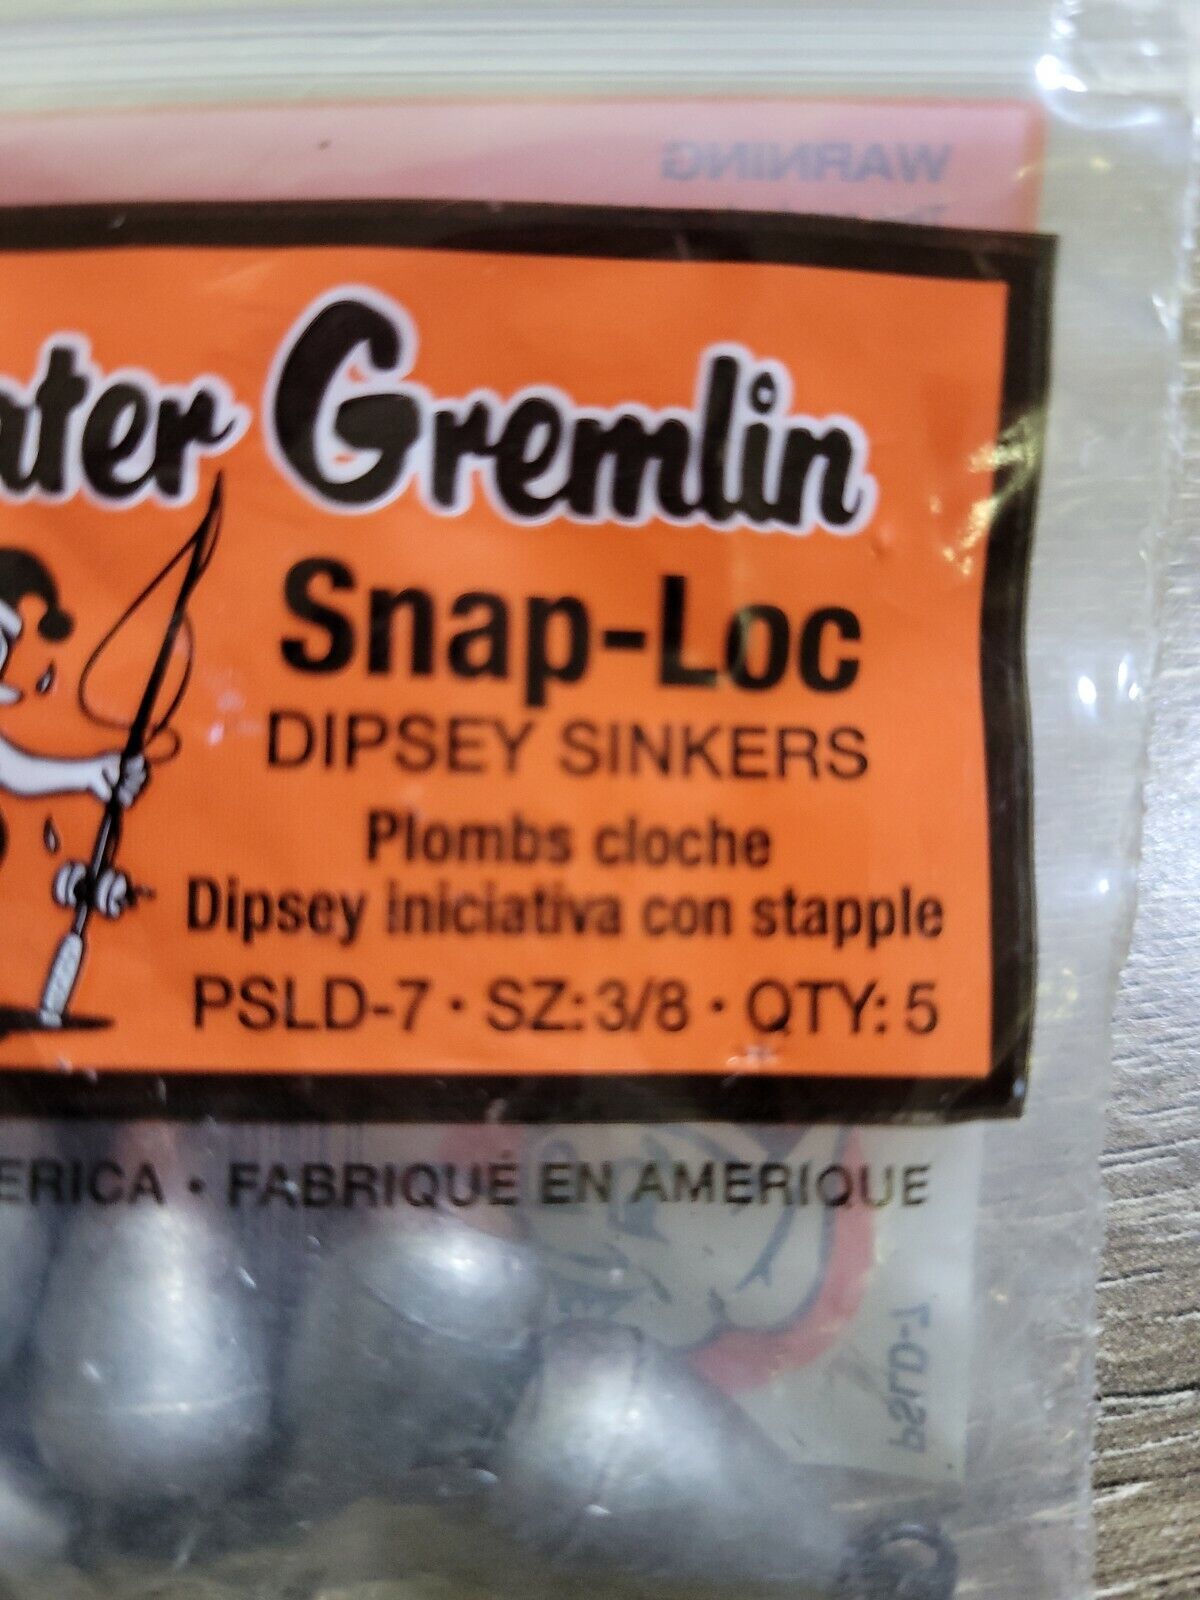 WARNING
ater Gremlin
Snap-Loc
DIPSEY SINKERS
Plombs cloche
Dipsey iniciativa con stapple
PSLD-7 · SZ: 3/8 · QTY: 5
ERICA · FABRIQUÉ EN AMERIQUE
PSLD-7